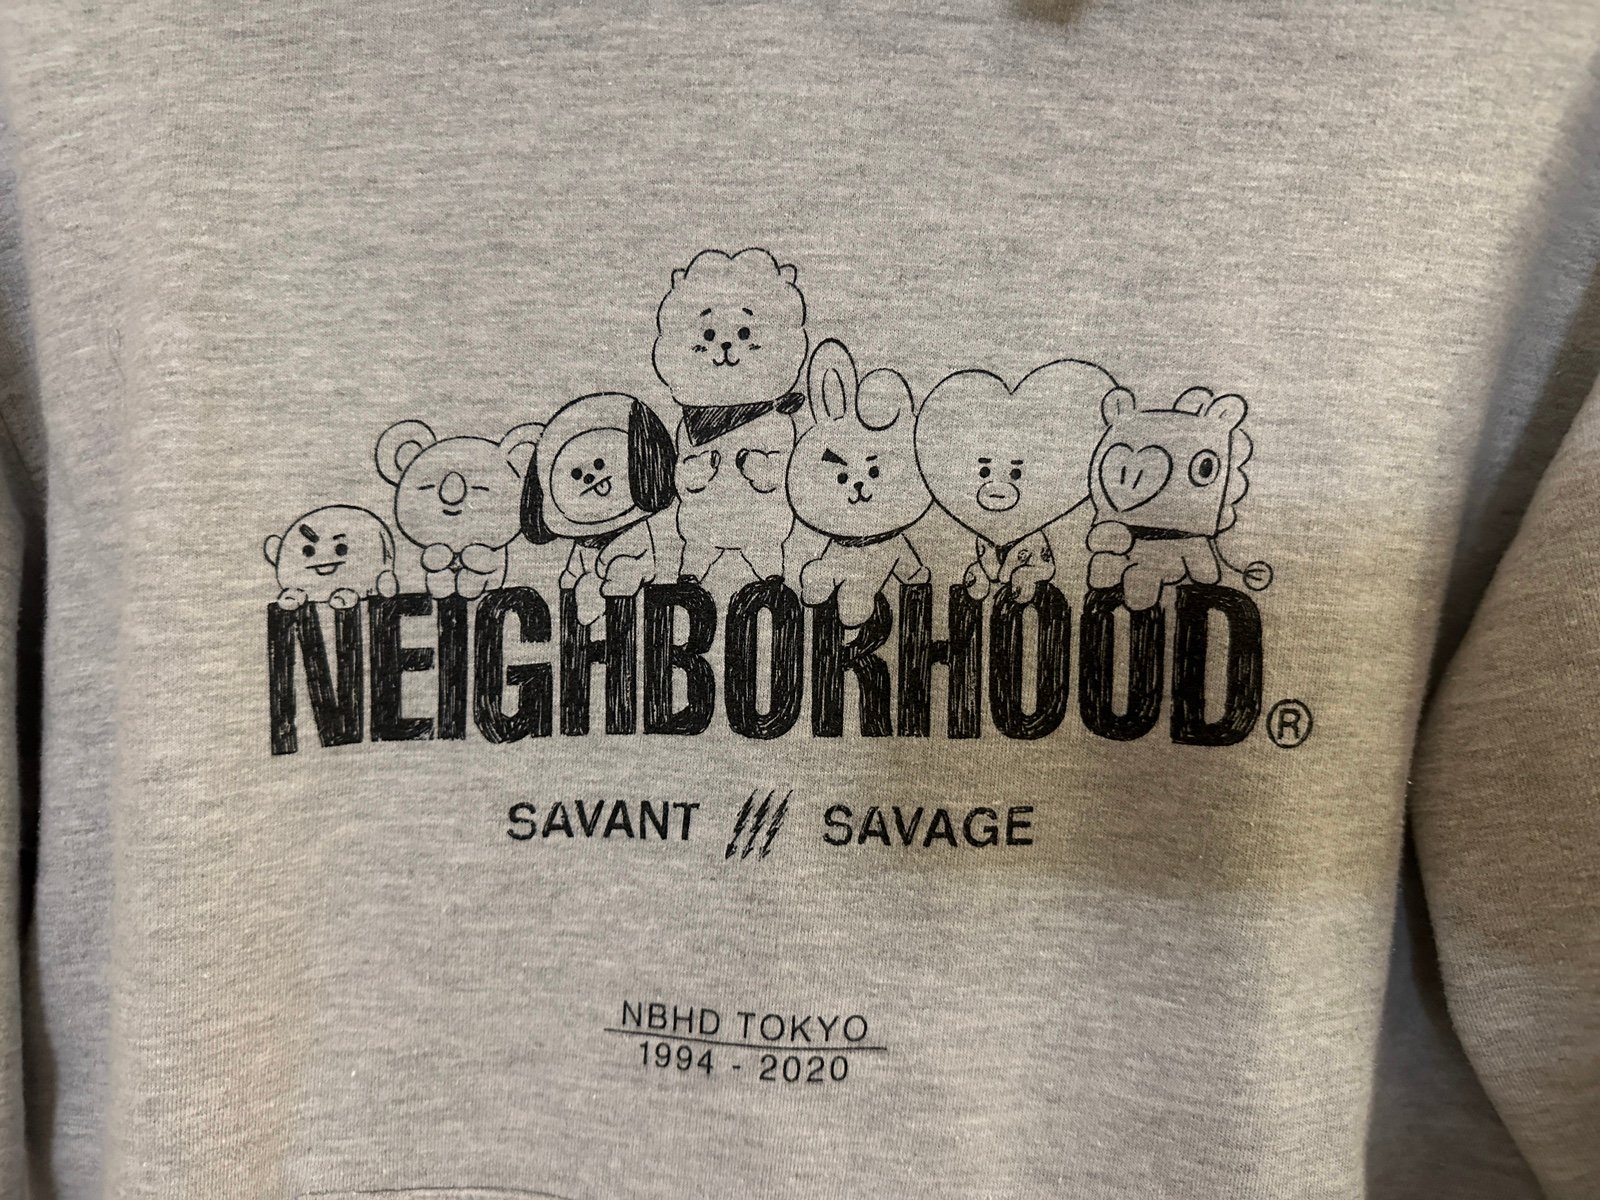 NEIGHBORHOOD®
SAVANT SAVAGE
NBHD TOKYO
1994 - 2020